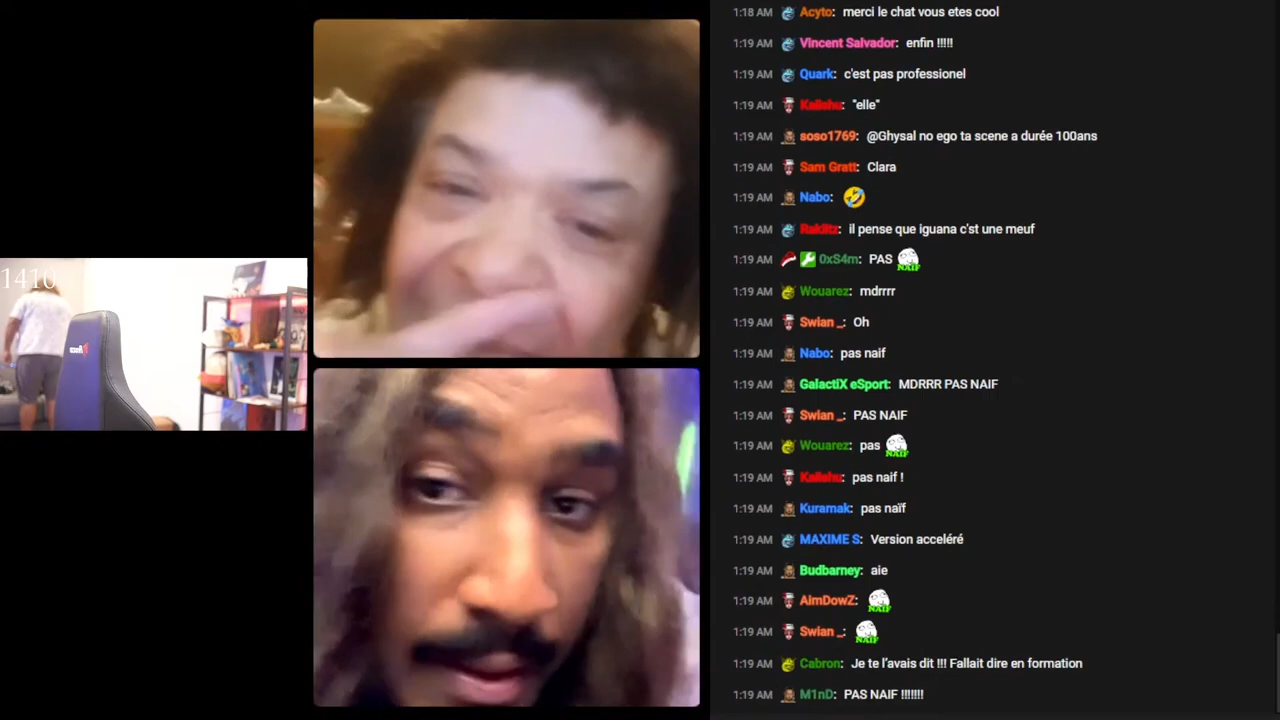 1410
1:18 AM Acyto: merci le chat vous etes cool
1:19 AM Vincent Salvador: enfin !!!!!
1:19 AM Quark: c'est pas professionel
1:19 AM "elle"
1:19 AM soso1769: @Ghysal no ego ta scene a durée 100ans
1:19 AM Sam Gratt: Clara
1:19 AM Nabo:
1:19 AM il pense que iguana c'st une meuf
1:19 AM 0xS4m: PAS NAIF
1:19 AM Wouarez: mdrrrr
1:19 AM Swian _: Oh
1:19 AM Nabo: pas naif
1:19 AM GalactiX eSport: MDRRR PAS NAIF
1:19 AM Swian _: PAS NAIF
1:19 AM Wouarez: pas NAIF
1:19 AM pas naif !
1:19 AM Kuramak: pas naïf
1:19 AM MAXIME S: Version acceléré
1:19 AM Budbarney: aie
1:19 AM AimDowZ: NAIF
1:19 AM Swian _: NAIF
1:19 AM Cabron: Je te l'avais dit !!! Fallait dire en formation
1:19 AM M1nD: PAS NAIF !!!!!!!